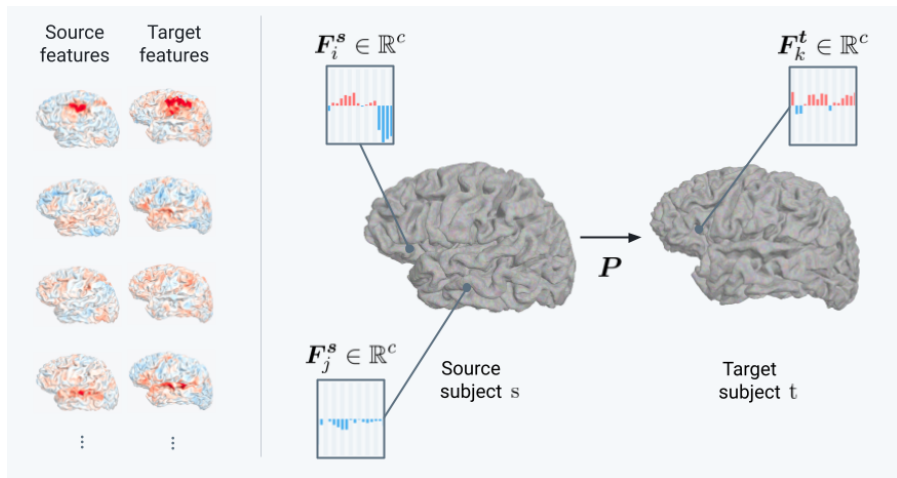 Source features
Target features
⋮
⋮
F_i^s ∈ ℝ^c
F_k^t ∈ ℝ^c
P
F_j^s ∈ ℝ^c
Source
subject s
Target
subject t